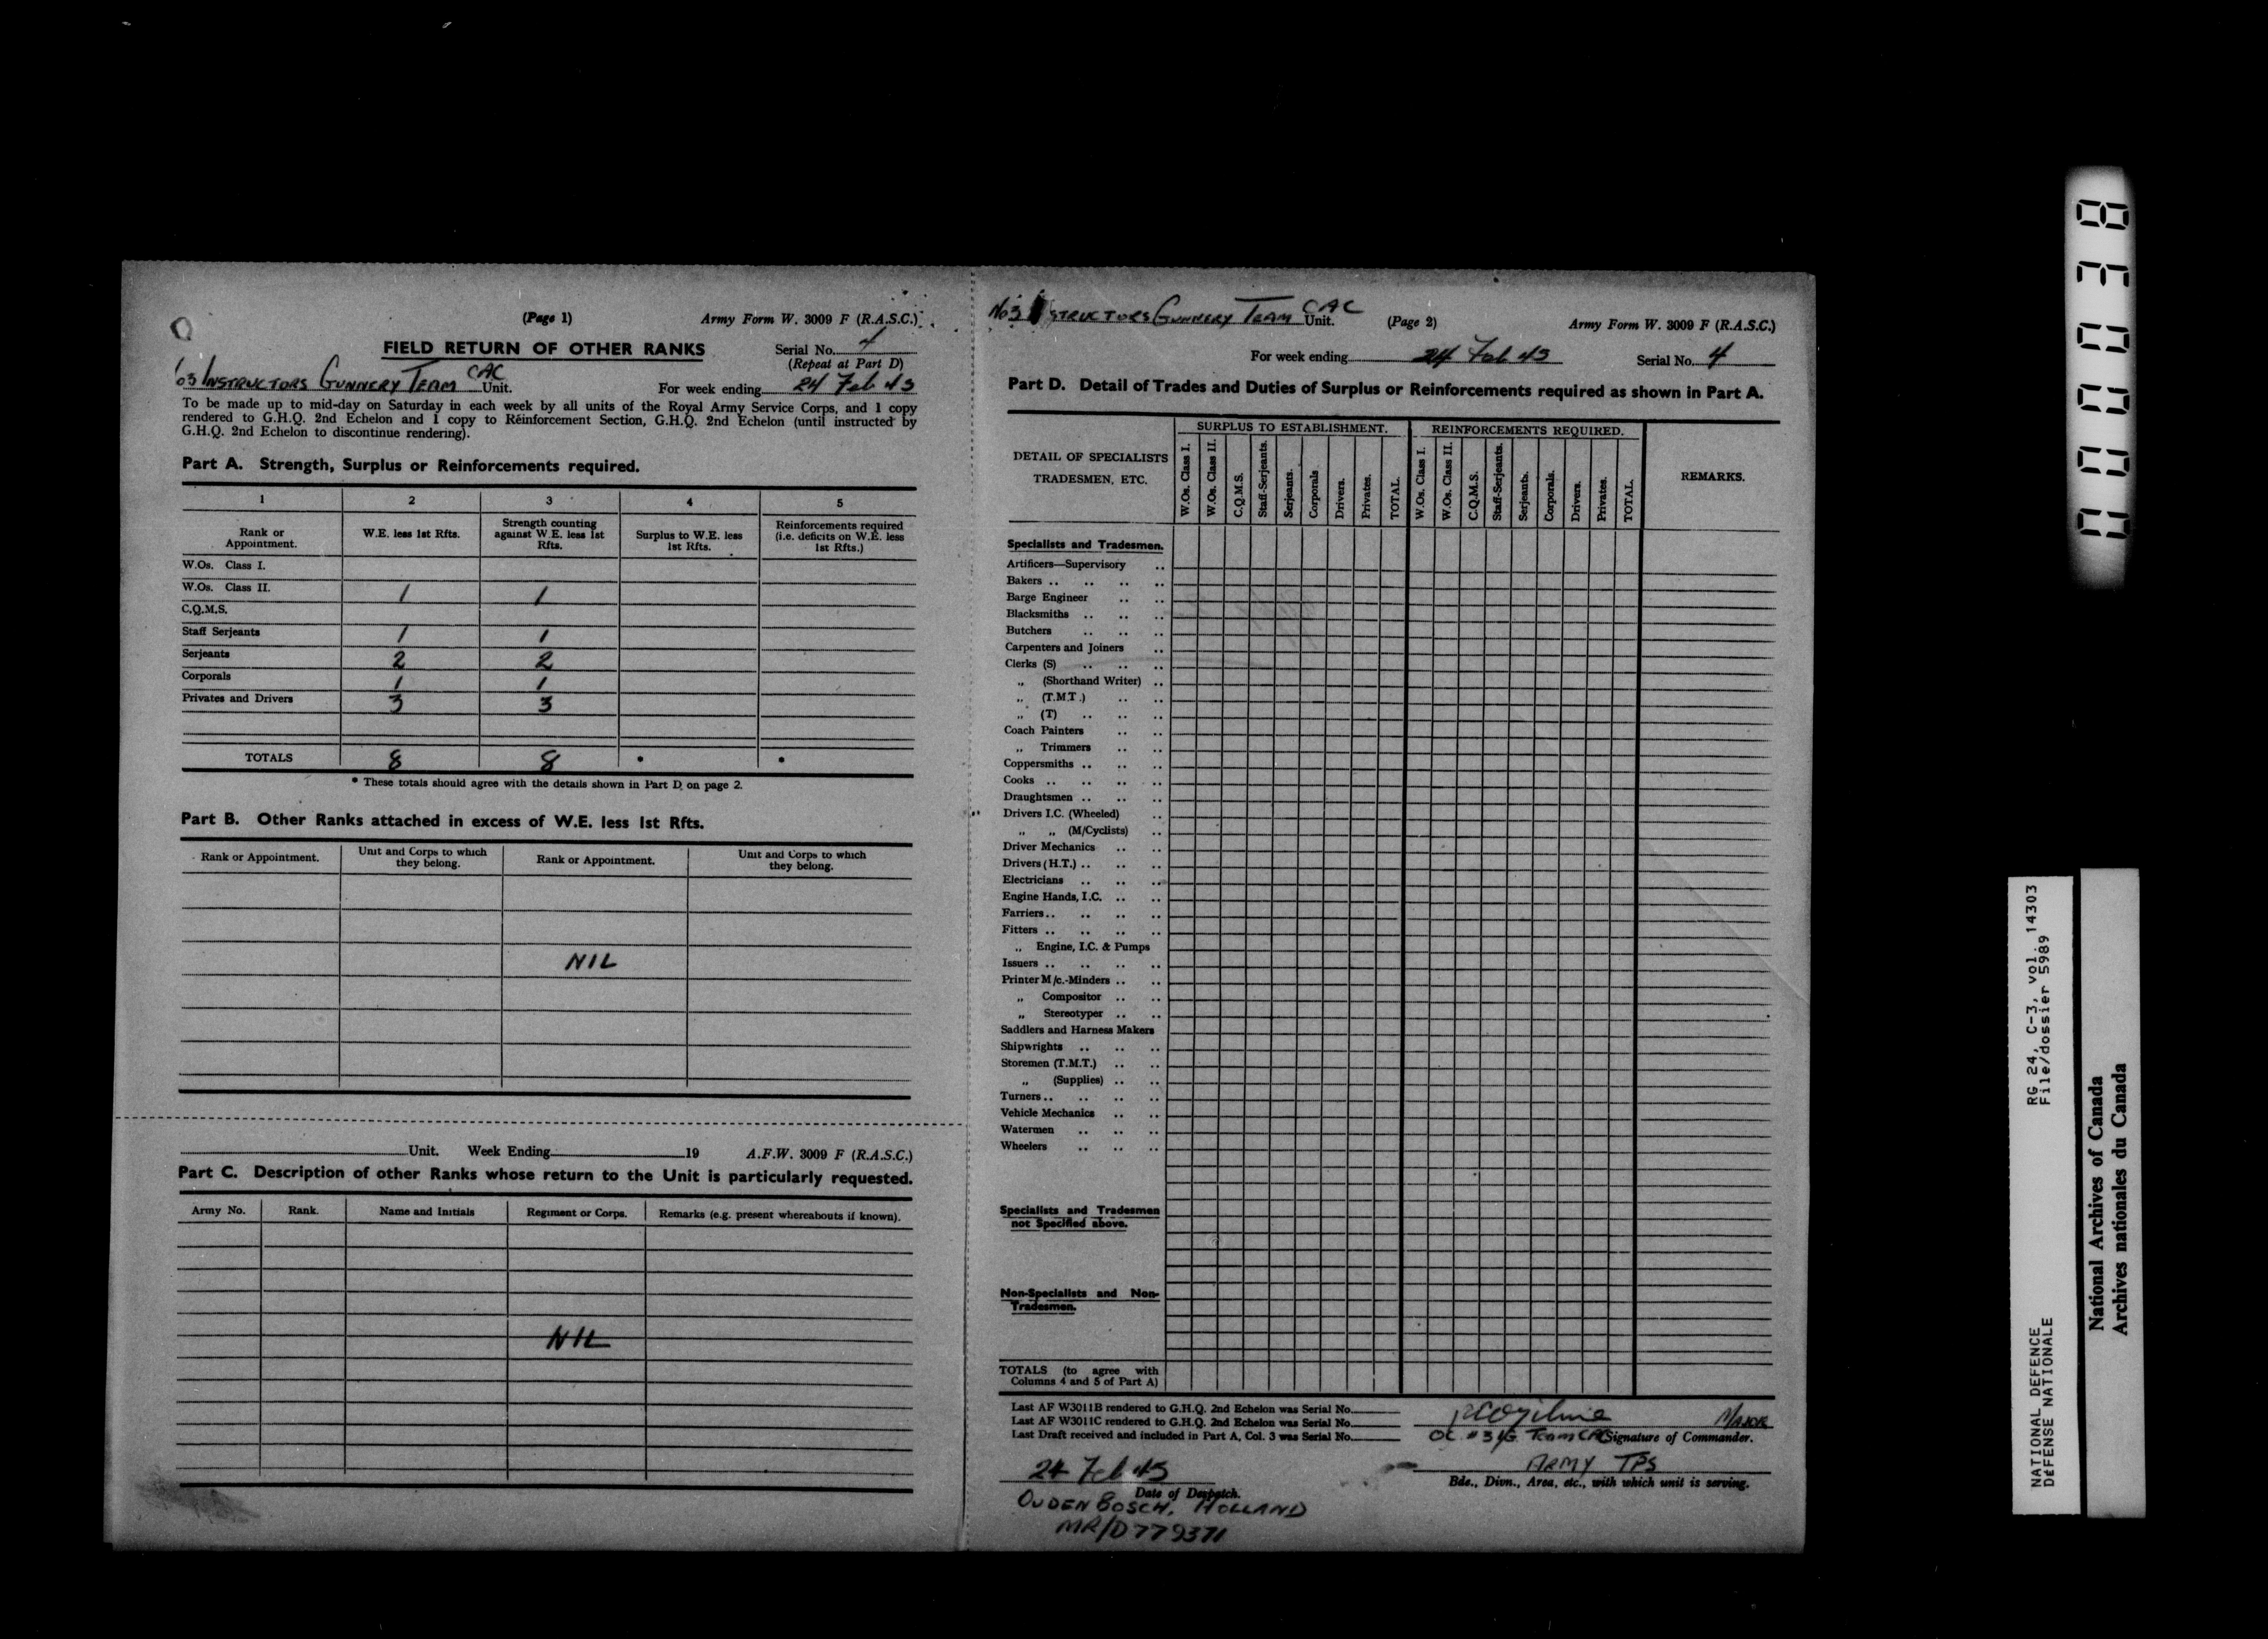 (Page 1)
Army Form W. 3009 F (R.A.S.C.)
FIELD RETURN OF OTHER RANKS
Serial No. 4
(Repeat at Part D)
03 INSTRUCTORS GUNNERY TEAM CAC Unit.
For week ending 24 Feb 45
To be made up to mid-day on Saturday in each week by all units of the Royal Army Service Corps, and 1 copy
rendered to G.H.Q. 2nd Echelon and 1 copy to Reinforcement Section, G.H.Q. 2nd Echelon (until instructed by
G.H.Q. 2nd Echelon to discontinue rendering).
Part A. Strength, Surplus or Reinforcements required.
1 2 3 4 5
Rank or Appointment.
W.E. less 1st Rfts.
Strength counting against W.E. less 1st Rfts.
Surplus to W.E. less 1st Rfts.
Reinforcements required (i.e. deficits on W.E. less 1st Rfts.)
W.Os. Class I.
W.Os. Class II. 1 1
C.Q.M.S.
Staff Serjeants 1 1
Serjeants 2 2
Corporals 1 1
Privates and Drivers 3 3
TOTALS 8 8 * *
* These totals should agree with the details shown in Part D on page 2.
Part B. Other Ranks attached in excess of W.E. less 1st Rfts.
Rank or Appointment.
Unit and Corps to which they belong.
Rank or Appointment.
Unit and Corps to which they belong.
NIL
Unit. Week Ending 19 A.F.W. 3009 F (R.A.S.C.)
Part C. Description of other Ranks whose return to the Unit is particularly requested.
Army No. Rank. Name and Initials Regiment or Corps. Remarks (e.g. present whereabouts if known).
NIL
No3 STRUCTORS GUNNERY TEAM CAC Unit.
(Page 2)
Army Form W. 3009 F (R.A.S.C.)
For week ending 24 Feb 45
Serial No. 4
Part D. Detail of Trades and Duties of Surplus or Reinforcements required as shown in Part A.
DETAIL OF SPECIALISTS
TRADESMEN, ETC.
SURPLUS TO ESTABLISHMENT.
W.Os. Class I.
W.Os. Class II.
C.Q.M.S.
Staff-Serjeants.
Serjeants.
Corporals
Drivers.
Privates.
TOTAL.
REINFORCEMENTS REQUIRED.
W.Os. Class I.
W.Os. Class II.
C.Q.M.S.
Staff-Serjeants.
Serjeants.
Corporals.
Drivers.
Privates.
TOTAL.
REMARKS.
Specialists and Tradesmen.
Artificers—Supervisory ..
Bakers .. .. .. ..
Barge Engineer .. ..
Blacksmiths .. .. ..
Butchers .. .. ..
Carpenters and Joiners ..
Clerks (S) .. .. ..
„ (Shorthand Writer) ..
„ (T.M.T.) .. ..
„ (T) .. .. ..
Coach Painters .. ..
„ Trimmers .. ..
Coppersmiths .. .. ..
Cooks .. .. .. ..
Draughtsmen .. .. ..
Drivers I.C. (Wheeled) ..
„ „ (M/Cyclists) ..
Driver Mechanics .. ..
Drivers (H.T.) .. .. ..
Electricians .. .. ..
Engine Hands, I.C. .. ..
Farriers .. .. .. ..
Fitters .. .. .. ..
„ Engine, I.C. & Pumps
Issuers .. .. .. ..
Printer M/c.-Minders .. ..
„ Compositor .. ..
„ Stereotyper .. ..
Saddlers and Harness Makers
Shipwrights .. .. ..
Storemen (T.M.T.) .. ..
„ (Supplies) .. ..
Turners .. .. .. ..
Vehicle Mechanics .. ..
Watermen .. .. ..
Wheelers .. .. ..
Specialists and Tradesmen
not Specified above.
Non-Specialists and Non-
Tradesmen.
TOTALS (to agree with
Columns 4 and 5 of Part A)
Last AF W3011B rendered to G.H.Q. 2nd Echelon was Serial No.
Last AF W3011C rendered to G.H.Q. 2nd Echelon was Serial No.
Last Draft received and included in Part A, Col. 3 was Serial No.
Ogilvie MAJOR
OC #3 IG Team CAC Signature of Commander.
ARMY TPS
Bde., Divn., Area, etc., with which unit is serving.
24 Feb 45
Date of Despatch.
OUDENBOSCH, HOLLAND
MR/D779371
000038
RG 24, C-3, vol. 14303
File/dossier 5989
NATIONAL DEFENCE
DÉFENSE NATIONALE
National Archives of Canada
Archives nationales du Canada